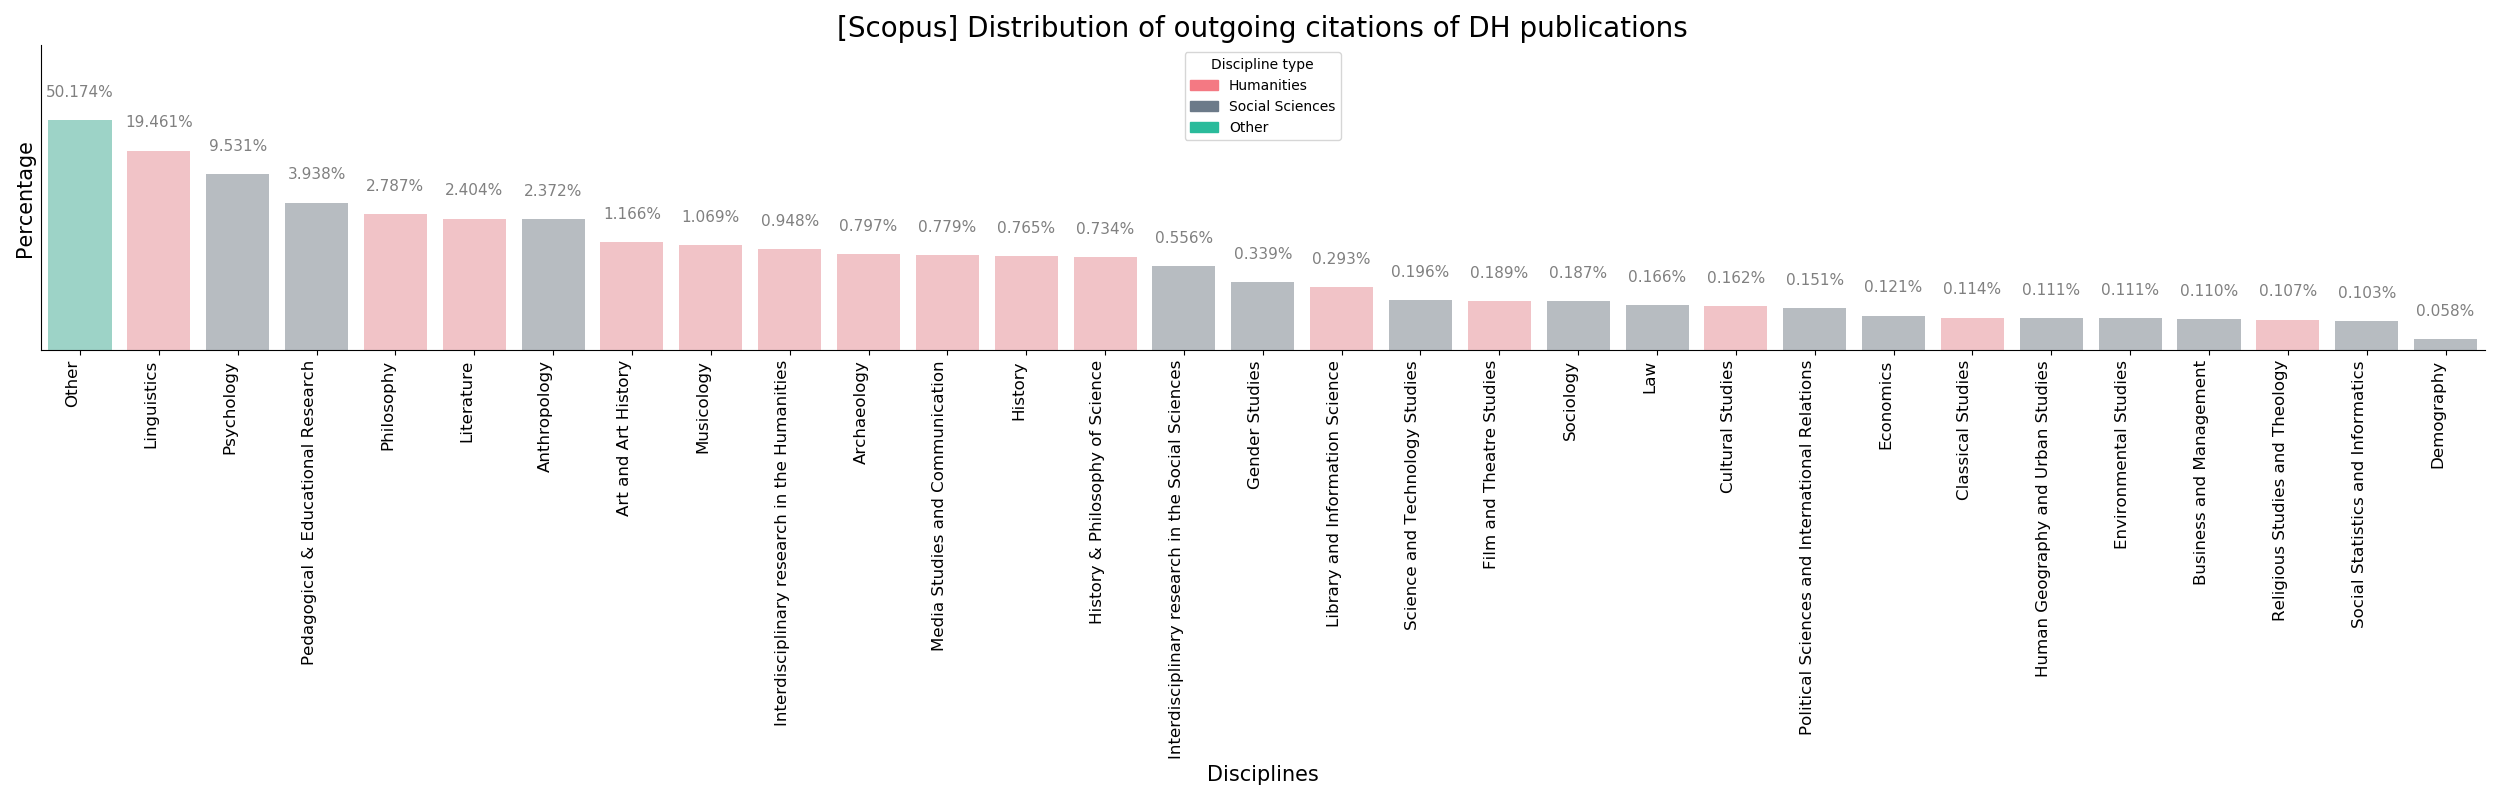 [Scopus] Distribution of outgoing citations of DH publications
Discipline type
Humanities
Social Sciences
Other
Percentage
50.174%
19.461%
9.531%
3.938%
2.787%
2.404%
2.372%
1.166%
1.069%
0.948%
0.797%
0.779%
0.765%
0.734%
0.556%
0.339%
0.293%
0.196%
0.189%
0.187%
0.166%
0.162%
0.151%
0.121%
0.114%
0.111%
0.111%
0.110%
0.107%
0.103%
0.058%
Other
Linguistics
Psychology
Pedagogical & Educational Research
Philosophy
Literature
Anthropology
Art and Art History
Musicology
Interdisciplinary research in the Humanities
Archaeology
Media Studies and Communication
History
History & Philosophy of Science
Interdisciplinary research in the Social Sciences
Gender Studies
Library and Information Science
Science and Technology Studies
Film and Theatre Studies
Sociology
Law
Cultural Studies
Political Sciences and International Relations
Economics
Classical Studies
Human Geography and Urban Studies
Environmental Studies
Business and Management
Religious Studies and Theology
Social Statistics and Informatics
Demography
Disciplines